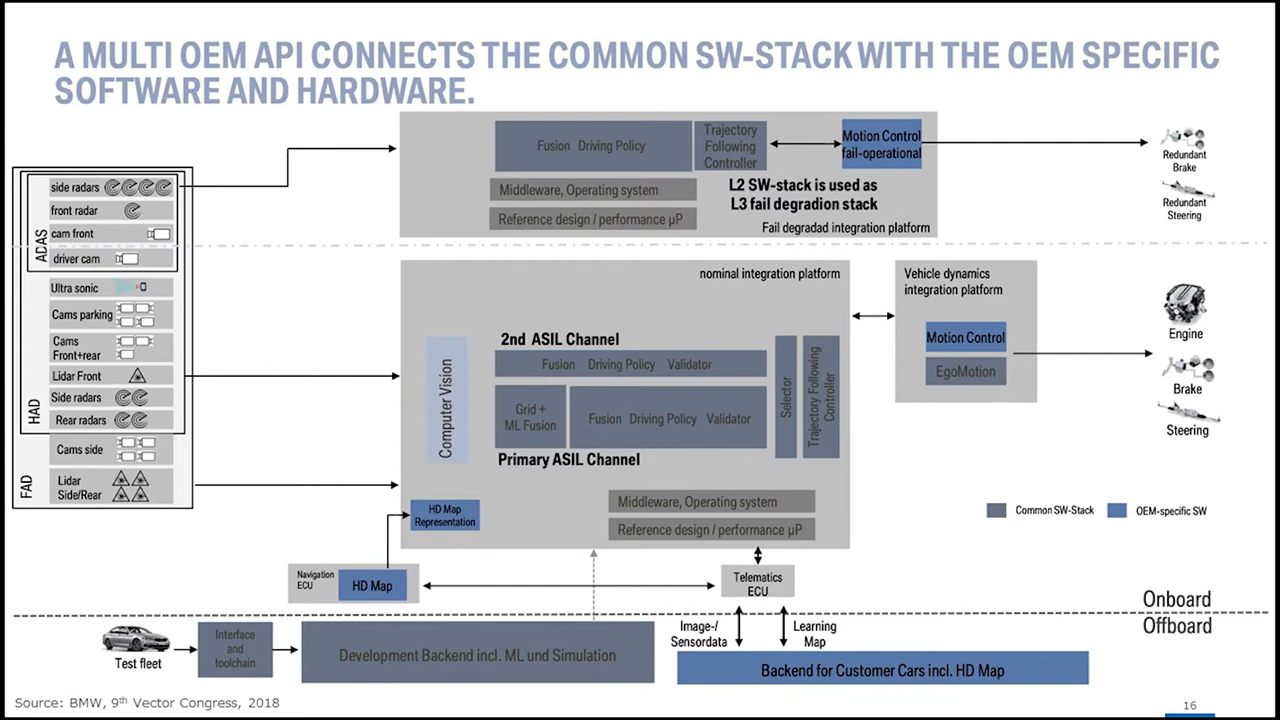 A MULTI OEM API CONNECTS THE COMMON SW-STACK WITH THE OEM SPECIFIC
SOFTWARE AND HARDWARE.
ADAS
side radars
front radar
cam front
driver cam
HAD
Ultra sonic
Cams parking
Cams
Front+rear
Lidar Front
Side radars
Rear radars
FAD
Cams side
Lidar
Side/Rear
Fusion Driving Policy
Trajectory
Following
Controller
Motion Control
fail-operational
Middleware, Operating system
Reference design / performance µP
L2 SW-stack is used as
L3 fail degradion stack
Fail degradad integration platform
Redundant
Brake
Redundant
Steering
nominal integration platform
Computer Vision
2nd ASIL Channel
Fusion Driving Policy Validator
Grid +
ML Fusion
Fusion Driving Policy Validator
Primary ASIL Channel
Selector
Trajectory Following
Controller
HD Map
Representation
Middleware, Operating system
Reference design / performance µP
Vehicle dynamics
integration platform
Motion Control
EgoMotion
Engine
Brake
Steering
Common SW-Stack
OEM-specific SW
Navigation
ECU
HD Map
Telematics
ECU
Onboard
Offboard
Test fleet
Interface
and
toolchain
Development Backend incl. ML und Simulation
Image-/
Sensordata
Learning
Map
Backend for Customer Cars incl. HD Map
Source: BMW, 9th Vector Congress, 2018
16